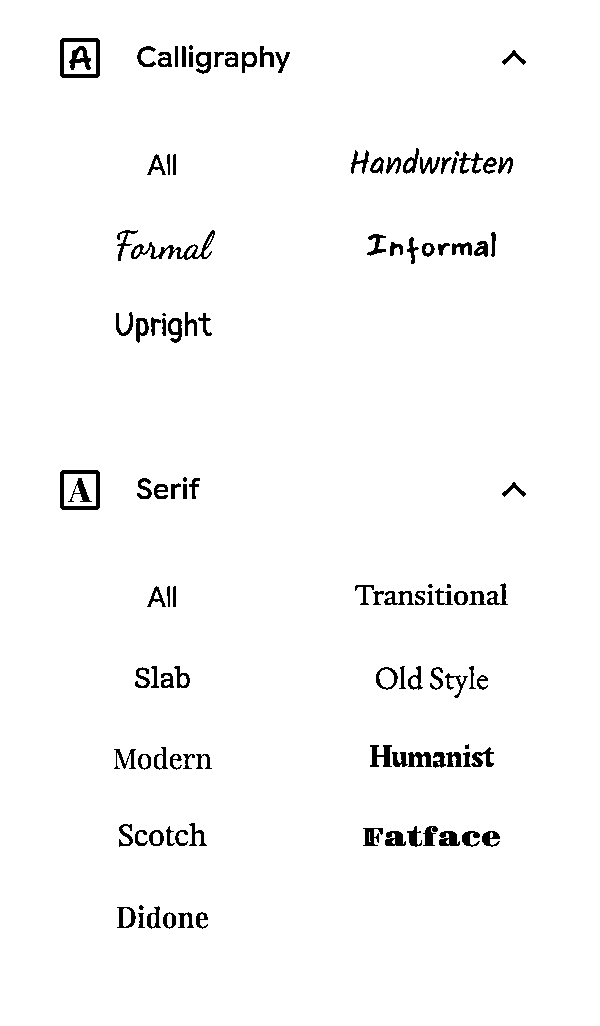 A Calligraphy
All Handwritten
Formal Informal
Upright
A Serif
All Transitional
Slab Old Style
Modern Humanist
Scotch Fatface
Didone